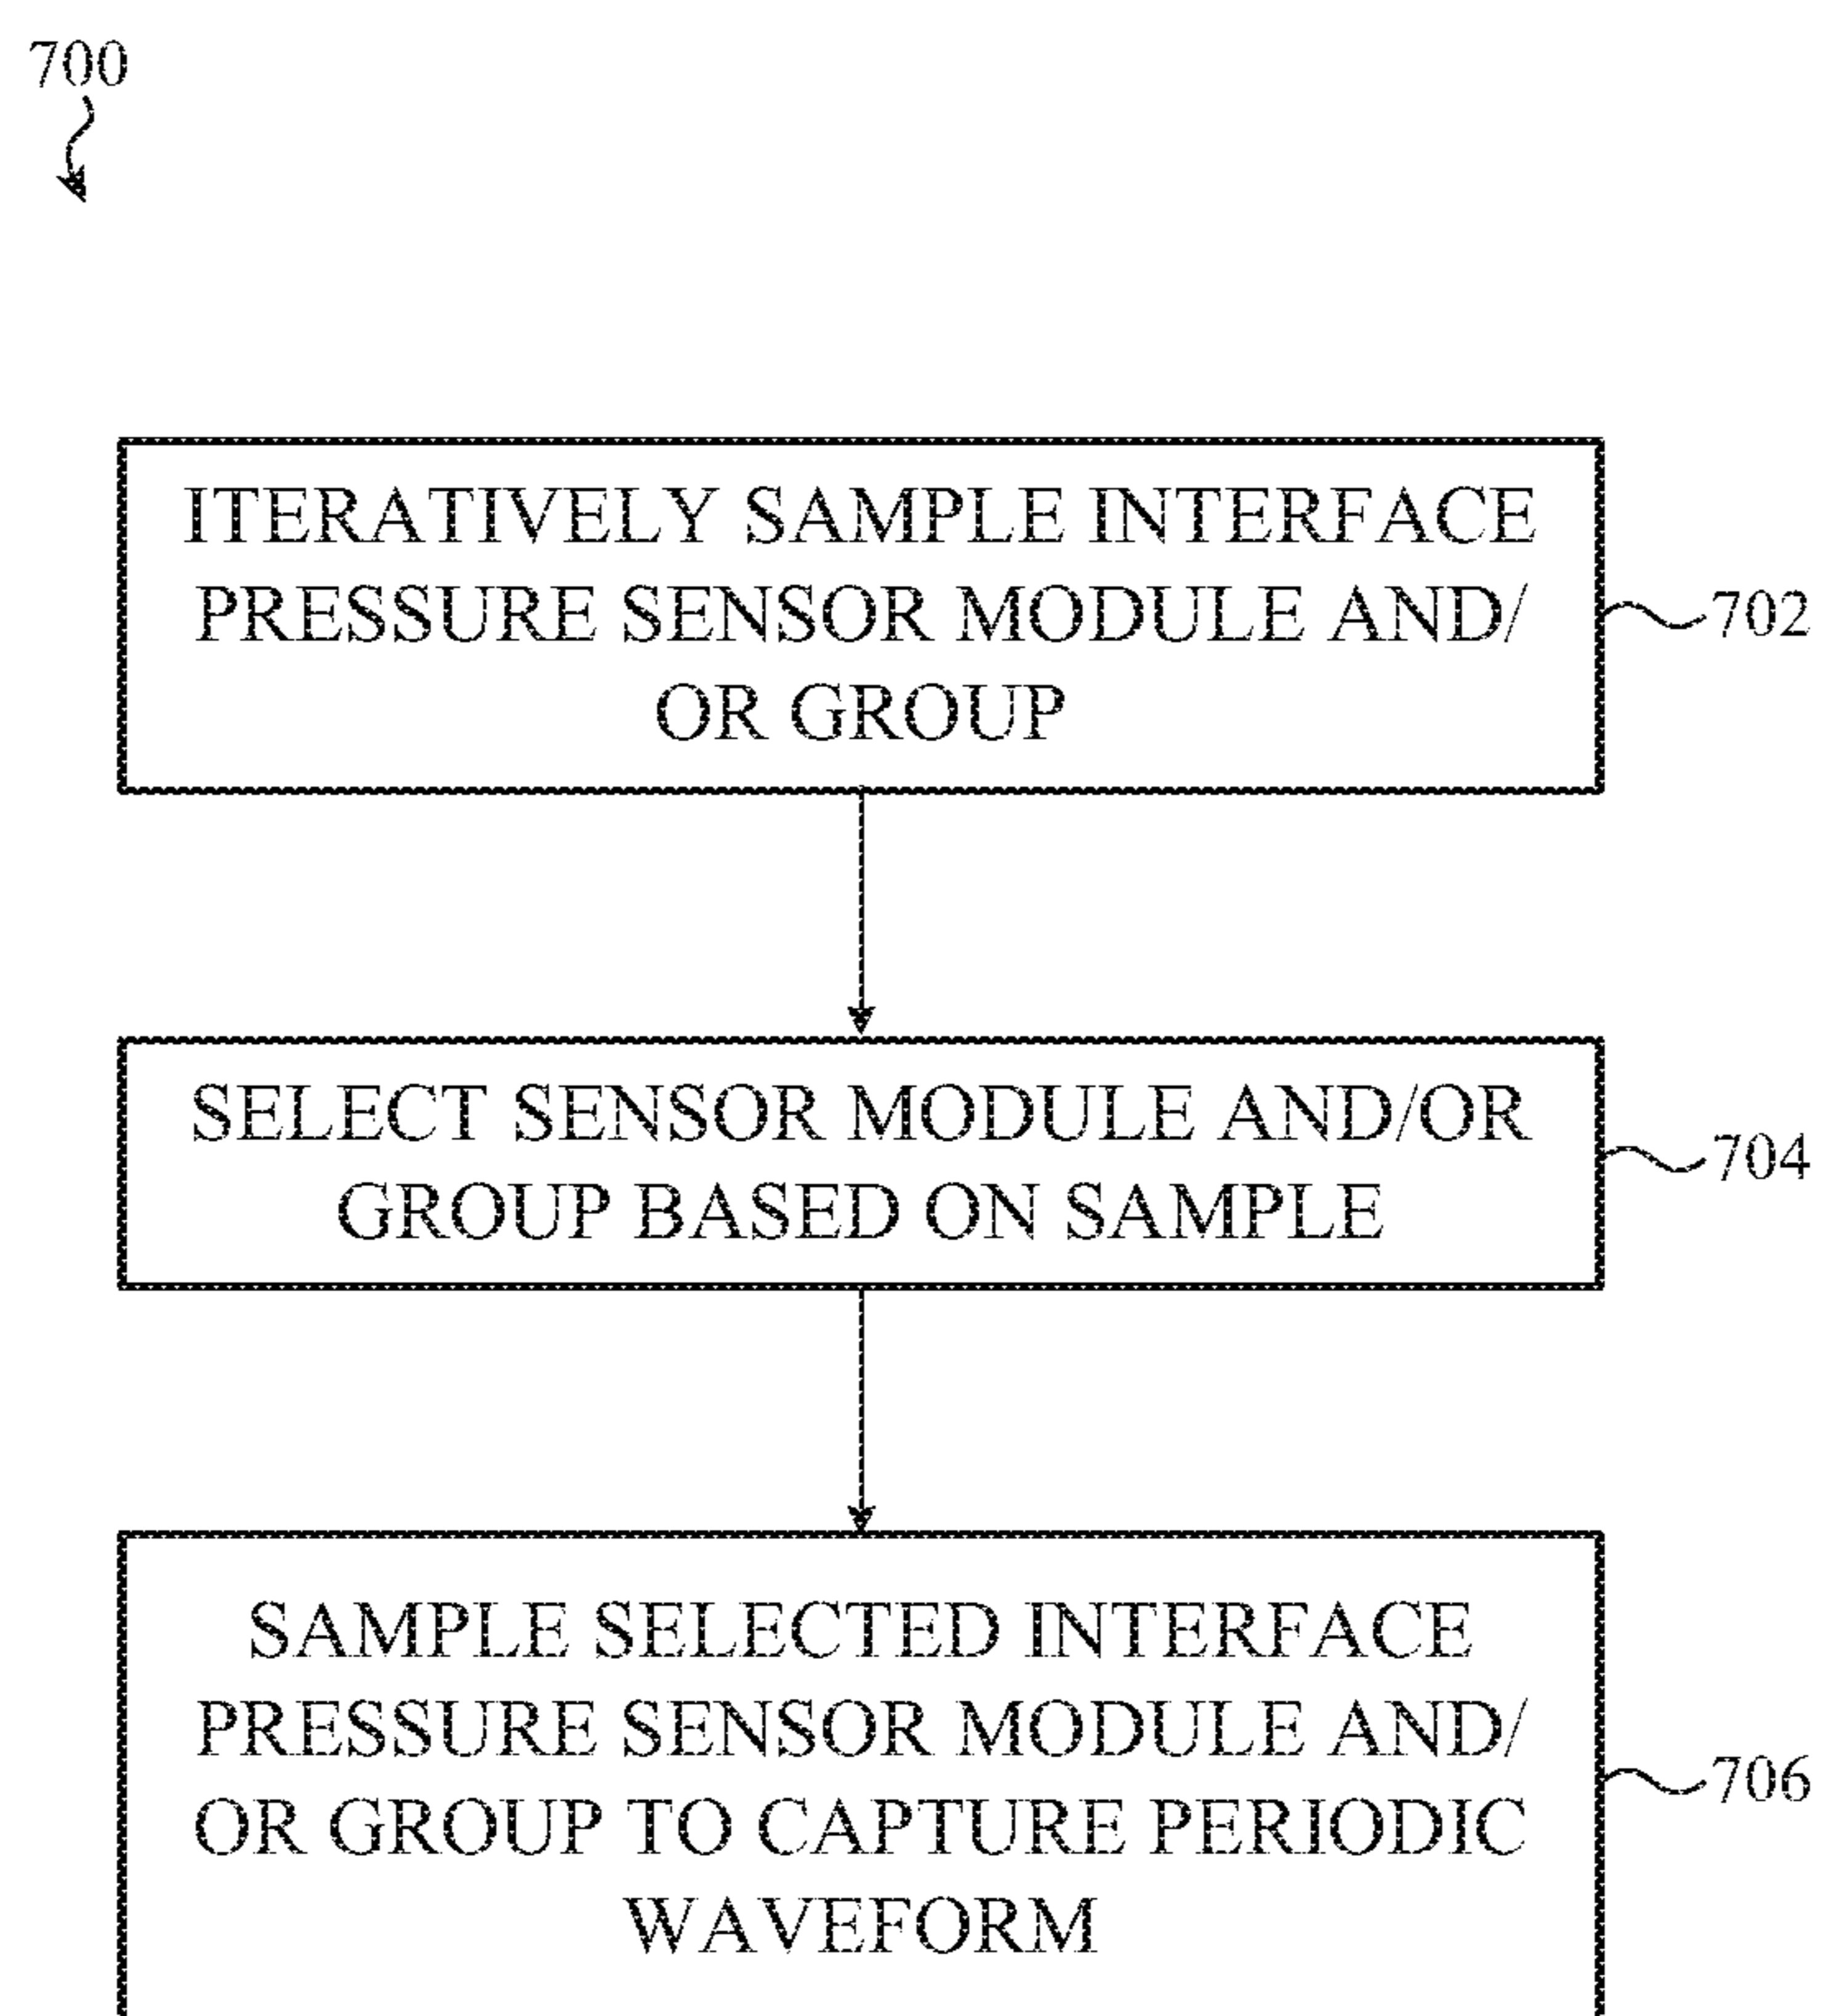 700
ITERATIVELY SAMPLE INTERFACE
PRESSURE SENSOR MODULE AND/
OR GROUP
702
SELECT SENSOR MODULE AND/OR
GROUP BASED ON SAMPLE
704
SAMPLE SELECTED INTERFACE
PRESSURE SENSOR MODULE AND/
OR GROUP TO CAPTURE PERIODIC
WAVEFORM
706